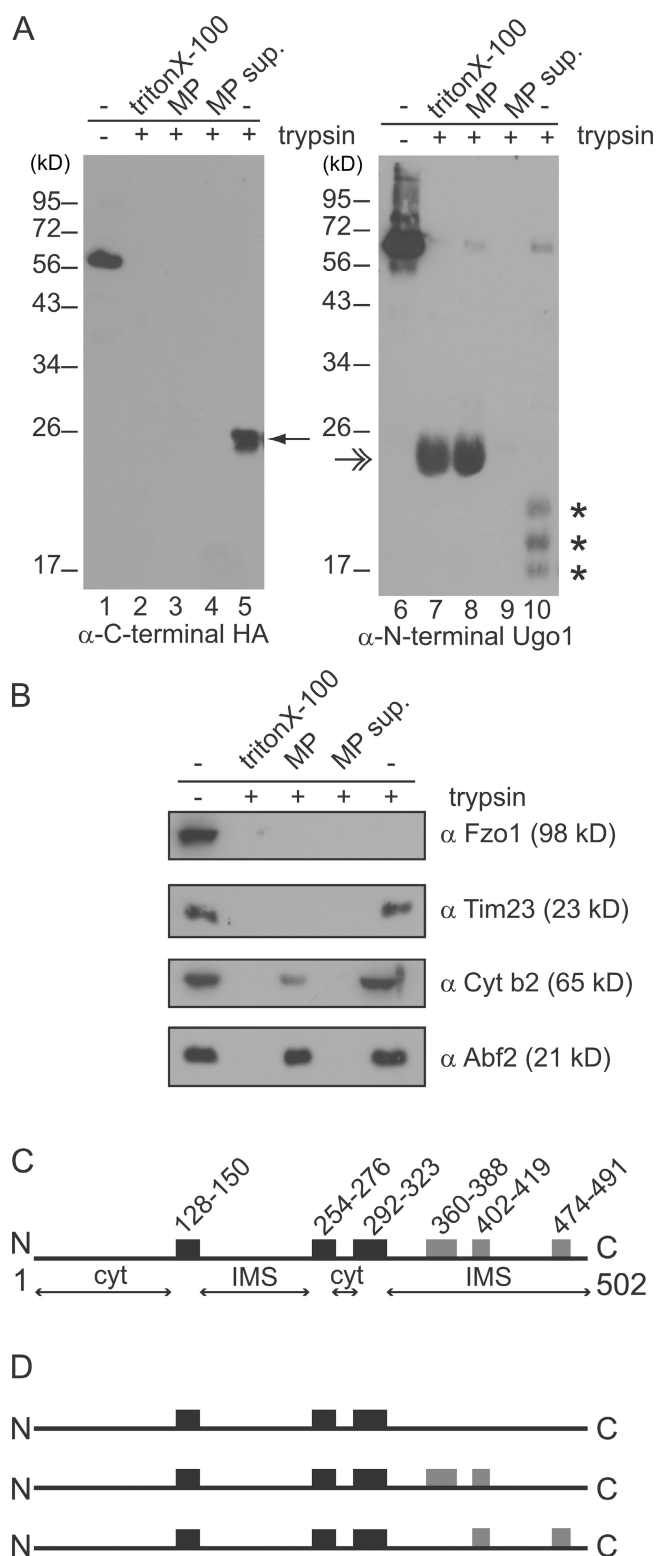 A
- tritonX-100 MP MP sup. -
- + + + + trypsin
(kD)
95
72
56
43
34
26
17
1 2 3 4 5
α-C-terminal HA
- tritonX-100 MP MP sup. -
- + + + + trypsin
(kD)
95
72
56
43
34
26
17
*
*
*
6 7 8 9 10
α-N-terminal Ugo1
B
- tritonX-100 MP MP sup. -
- + + + + trypsin
α Fzo1 (98 kD)
α Tim23 (23 kD)
α Cyt b2 (65 kD)
α Abf2 (21 kD)
C
128-150 254-276 292-323 360-388 402-419 474-491
N C
1 cyt IMS cyt IMS 502
D
N C
N C
N C